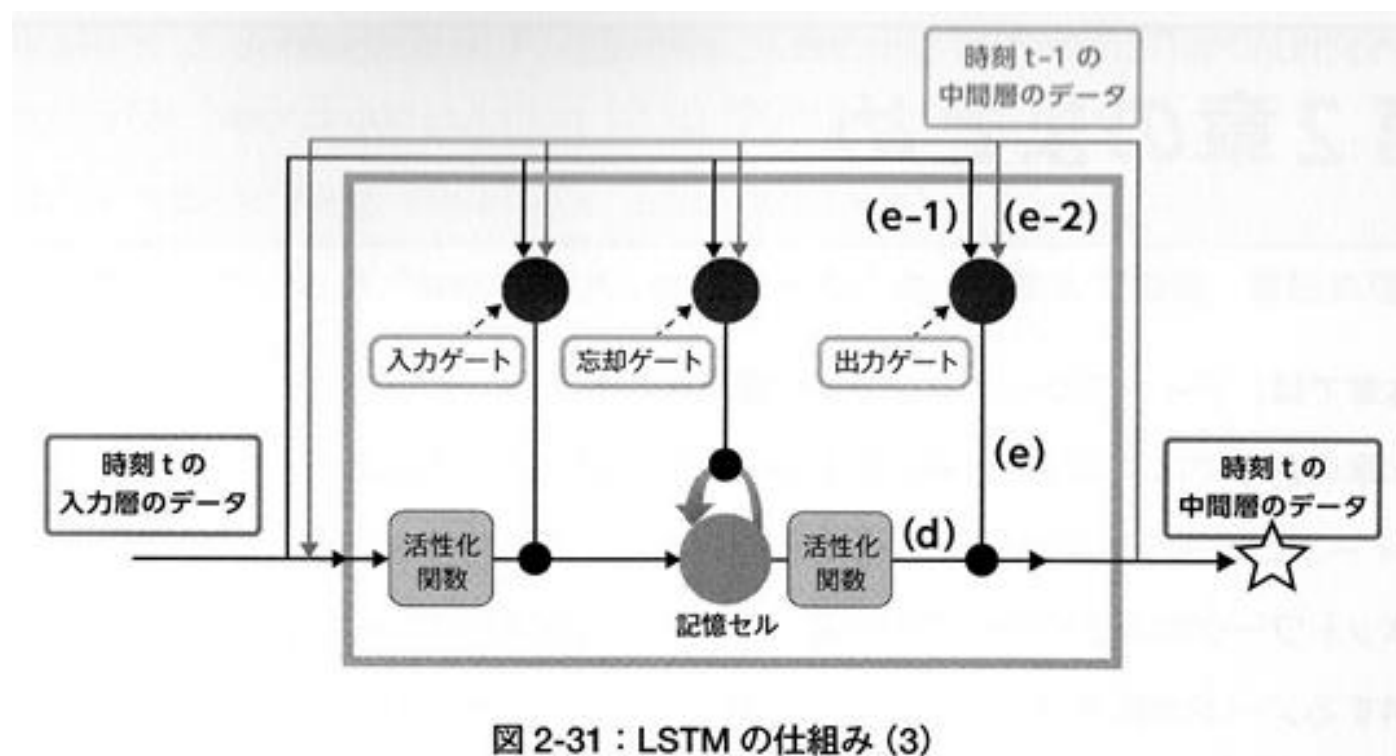 時刻 t-1 の
中間層のデータ
(e-1)
(e-2)
入力ゲート
忘却ゲート
出力ゲート
時刻 t の
入力層のデータ
(e)
時刻 t の
中間層のデータ
活性化
関数
活性化
関数
(d)
記憶セル
図 2-31：LSTM の仕組み (3)